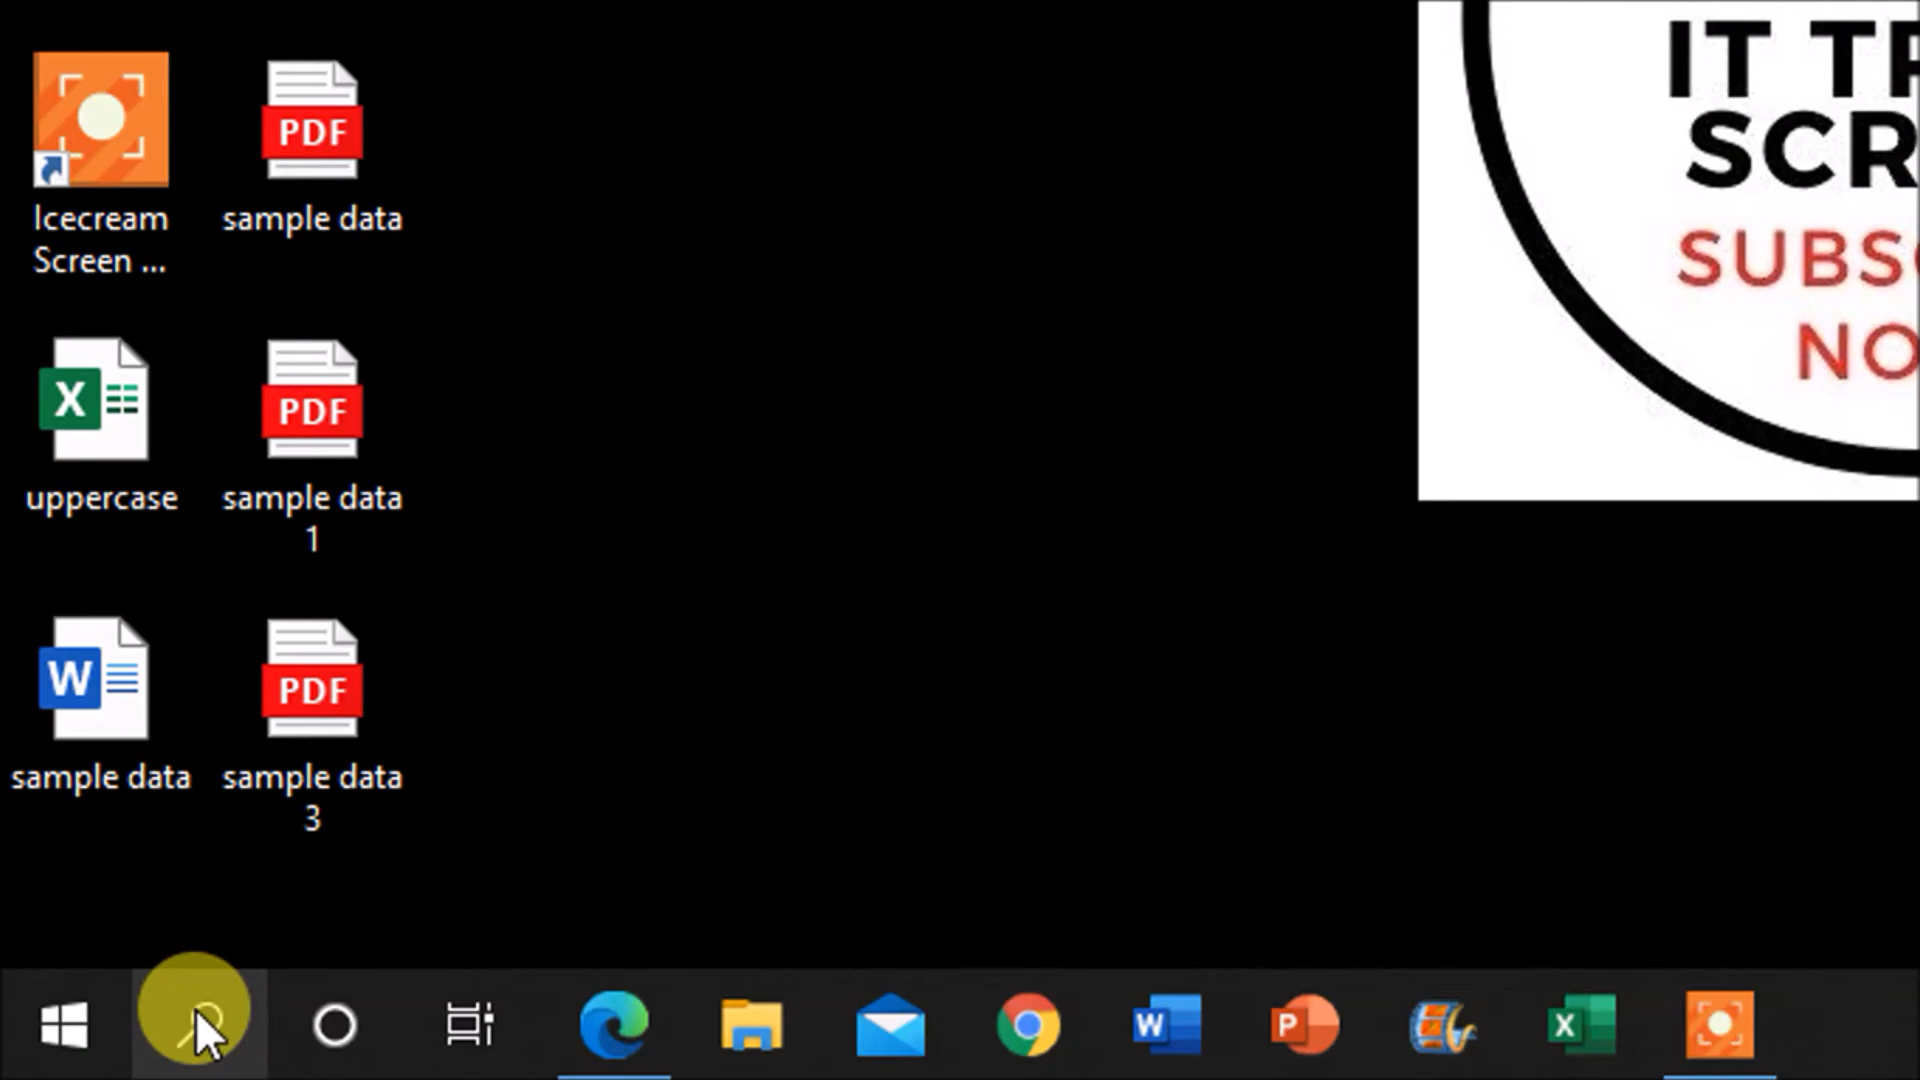 Icecream
Screen ...
PDF
sample data
X
uppercase
PDF
sample data
1
W
sample data
PDF
sample data
3
IT
SCR
SUBS
NO
W
P
X